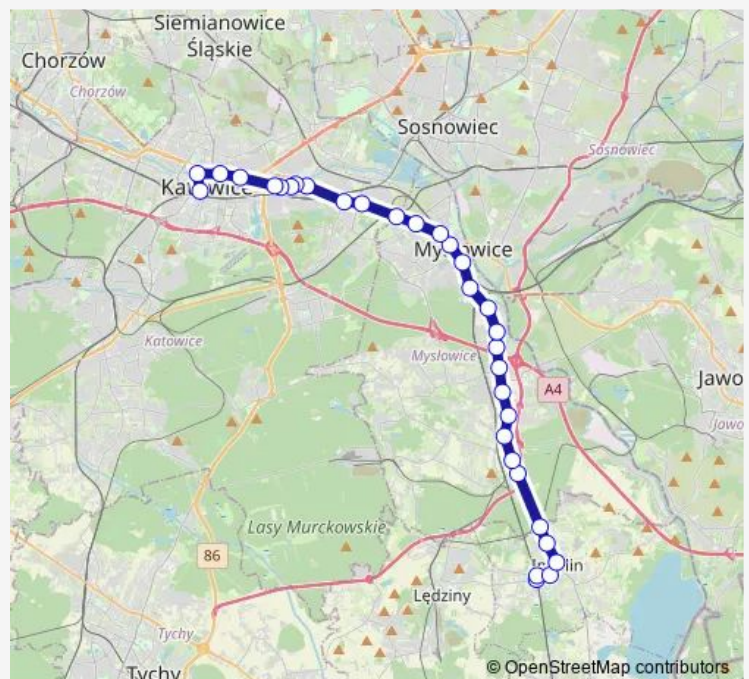 Siemianowice
Śląskie
Chorzów
Chorzów
Sosnowiec
Sosnowiec
Katowice
Mysłowice
Katowice
Mysłowice
A4
Jawo
Jawo
Lasy Murckowskie
86
Lędziny
Tychy
Tychy
© OpenStreetMap contributors